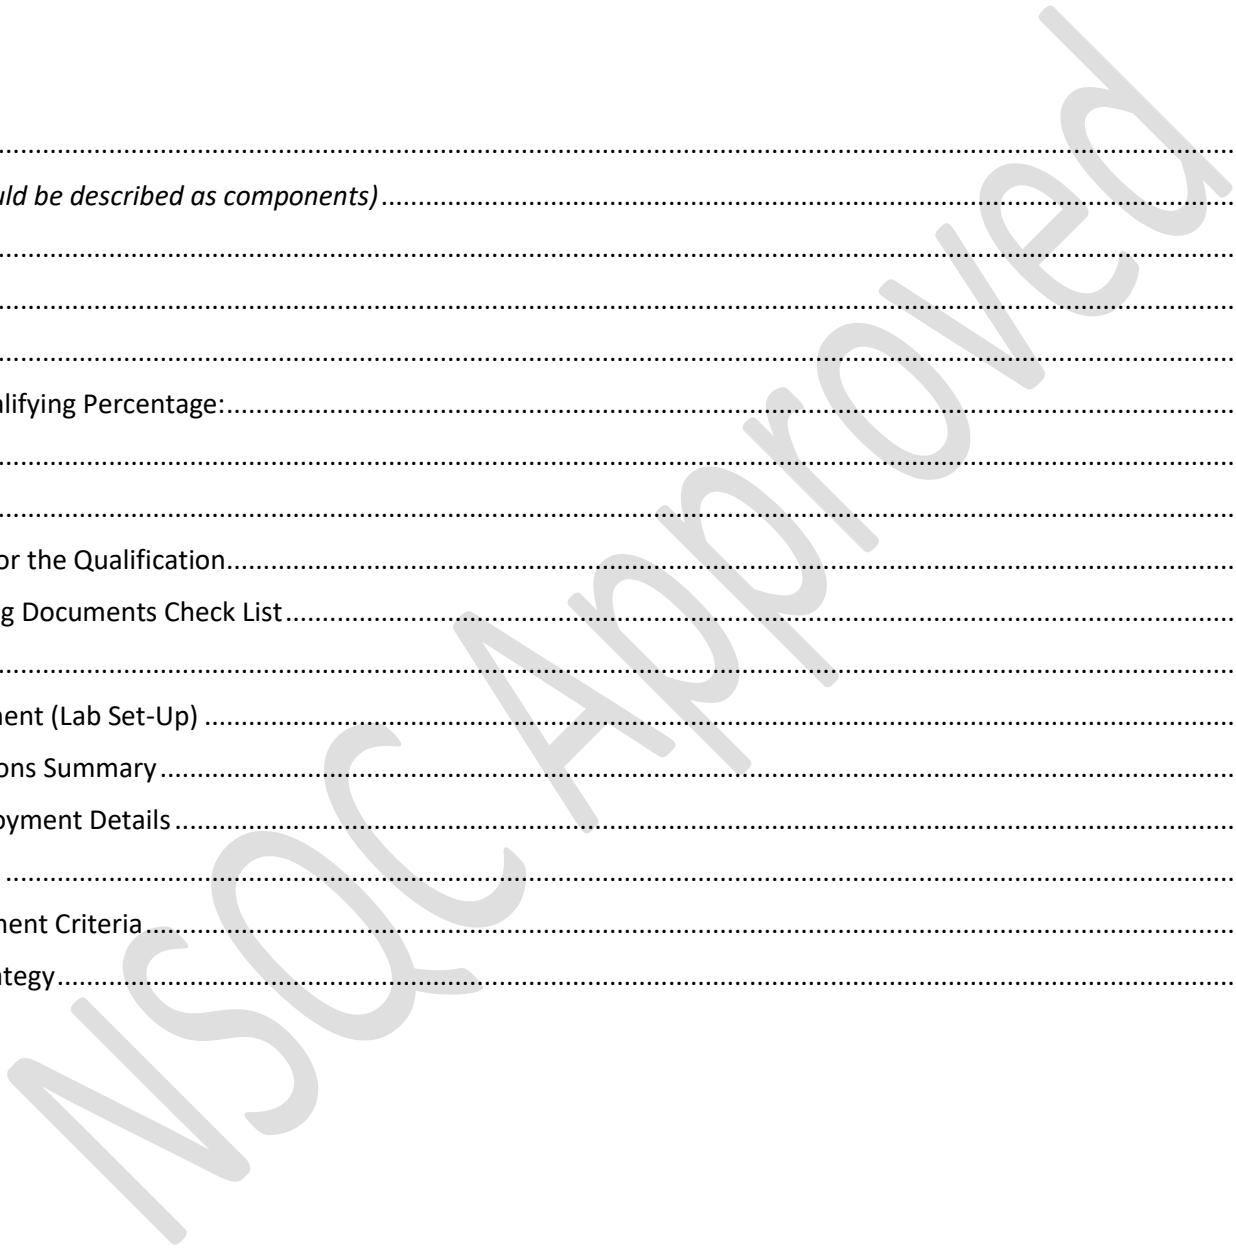 ................................................................
uld be described as components) ................................................................
................................................................
................................................................
................................................................
alifying Percentage: ................................................................
................................................................
................................................................
or the Qualification ................................................................
g Documents Check List ................................................................
................................................................
nent (Lab Set-Up) ................................................................
ons Summary ................................................................
oyment Details ................................................................
................................................................
nent Criteria ................................................................
ategy ................................................................
NSQC Approved